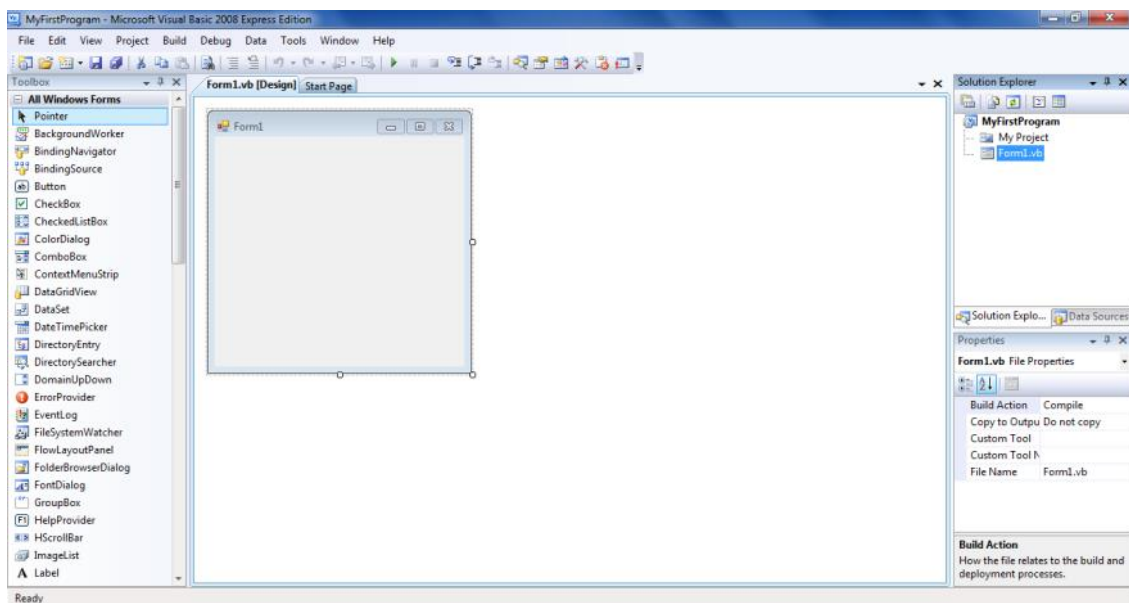 MyFirstProgram - Microsoft Visual Basic 2008 Express Edition
File Edit View Project Build Debug Data Tools Window Help
Toolbox
All Windows Forms
Pointer
BackgroundWorker
BindingNavigator
BindingSource
Button
CheckBox
CheckedListBox
ColorDialog
ComboBox
ContextMenuStrip
DataGridView
DataSet
DateTimePicker
DirectoryEntry
DirectorySearcher
DomainUpDown
ErrorProvider
EventLog
FileSystemWatcher
FlowLayoutPanel
FolderBrowserDialog
FontDialog
GroupBox
HelpProvider
HScrollBar
ImageList
A Label
Form1.vb [Design] Start Page
Form1
Solution Explorer
MyFirstProgram
My Project
Form1.vb
Solution Explo... Data Sources
Properties
Form1.vb File Properties
Build Action Compile
Copy to Outpu Do not copy
Custom Tool
Custom Tool N
File Name Form1.vb
Build Action
How the file relates to the build and
deployment processes.
Ready